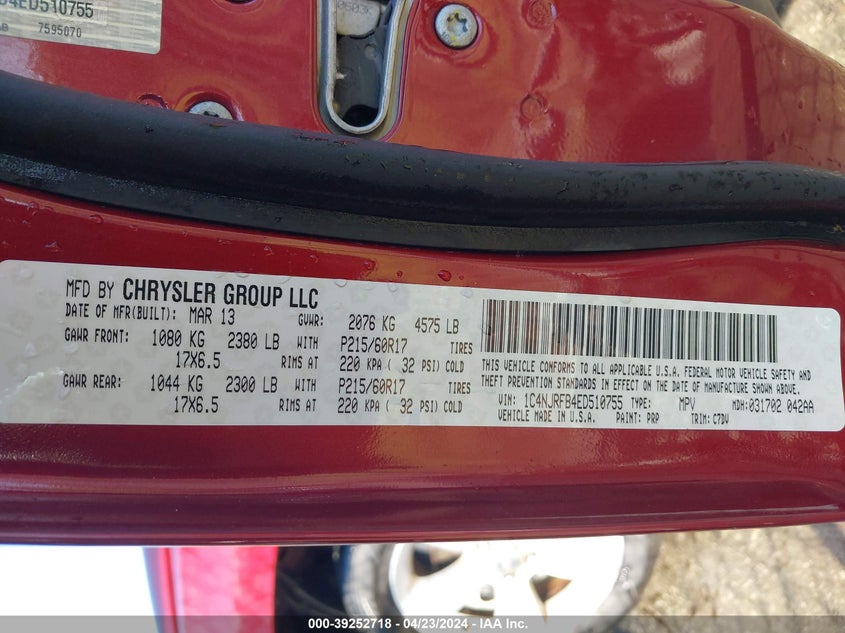 B4ED510755
AB 7595070
MFD BY CHRYSLER GROUP LLC
DATE OF MFR(BUILT): MAR 13 GVWR: 2076 KG 4575 LB
GAWR FRONT: 1080 KG 2380 LB WITH P215/60R17 TIRES
17X6.5 RIMS AT 220 KPA ( 32 PSI) COLD
GAWR REAR: 1044 KG 2300 LB WITH P215/60R17 TIRES
17X6.5 RIMS AT 220 KPA ( 32 PSI) COLD
THIS VEHICLE CONFORMS TO ALL APPLICABLE U.S.A. FEDERAL MOTOR VEHICLE SAFETY AND
THEFT PREVENTION STANDARDS IN EFFECT ON THE DATE OF MANUFACTURE SHOWN ABOVE.
VIN: 1C4NJRFB4ED510755 TYPE: MPV MDH:031702 042AA
VEHICLE MADE IN U.S.A. PAINT: PRP TRIM: C7DV
000-39252718 - 04/23/2024 - IAA Inc.